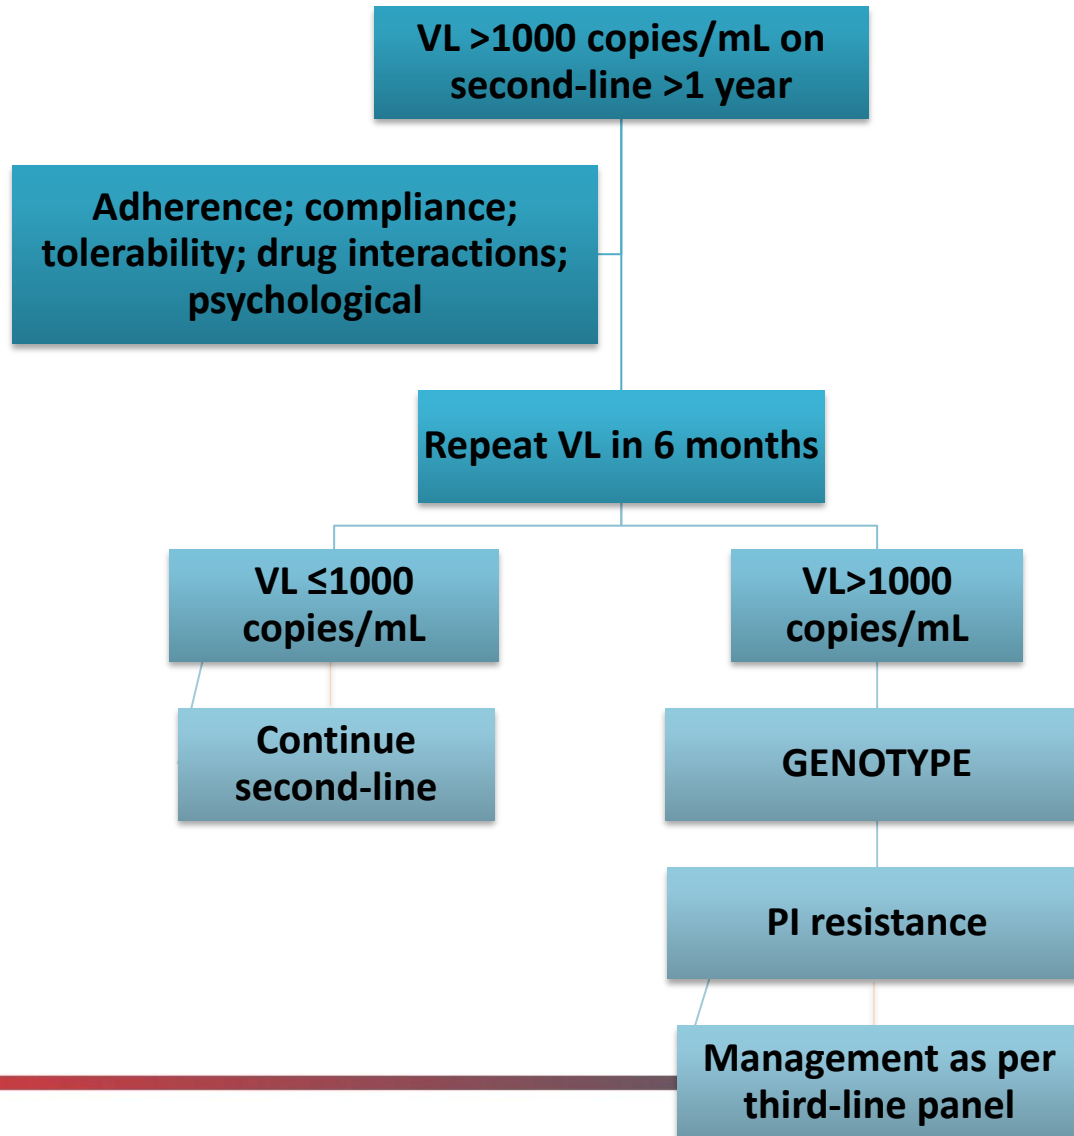 VL >1000 copies/mL on
second-line >1 year
Adherence; compliance;
tolerability; drug interactions;
psychological
Repeat VL in 6 months
VL ≤1000
copies/mL
VL>1000
copies/mL
Continue
second-line
GENOTYPE
PI resistance
Management as per
third-line panel